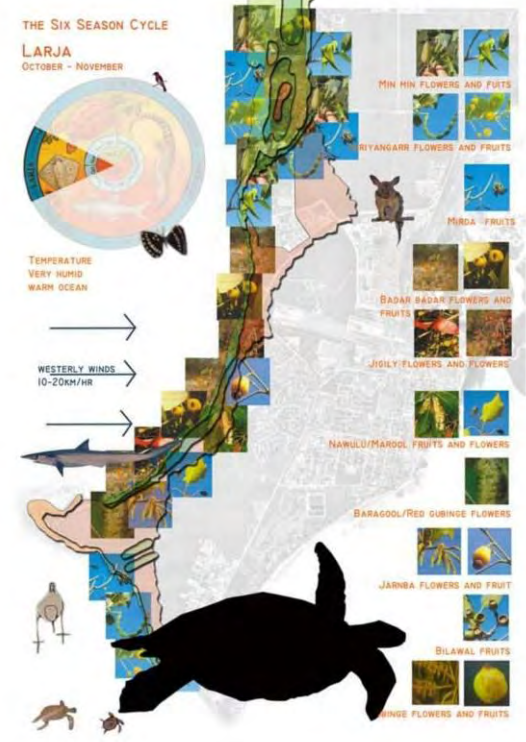 THE SIX SEASON CYCLE
LARJA
OCTOBER - NOVEMBER
TEMPERATURE
VERY HUMID
WARM OCEAN
WESTERLY WINDS
10-20KM/HR
MIN MIN FLOWERS AND FUITS
RIYANGARR FLOWERS AND FRUITS
MIRDA FRUITS
BADAR BADAR FLOWERS AND
FRUITS
JIGILY FLOWERS AND FLOWERS
NAWULU/MAROOL FRUITS AND FLOWERS
BARAGOOL/RED GUBINGE FLOWERS
JARNBA FLOWERS AND FRUIT
BILAWAL FRUITS
BINGE FLOWERS AND FRUITS